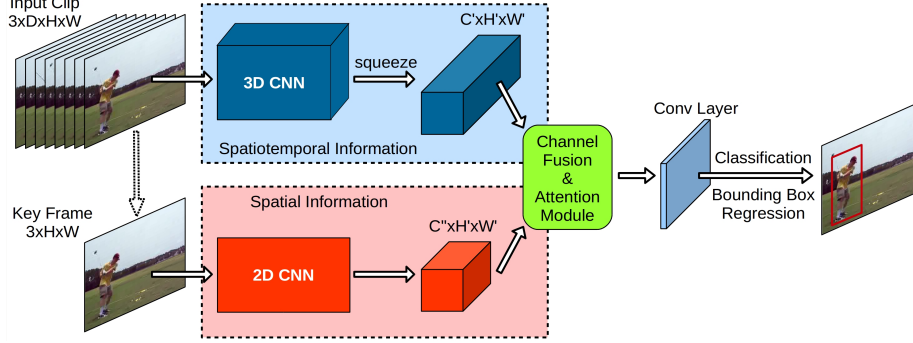 Input Clip
3xDxHxW
3D CNN
squeeze
C'xH'xW'
Spatiotemporal Information
Key Frame
3xHxW
Spatial Information
2D CNN
C"xH'xW'
Channel
Fusion
&
Attention
Module
Conv Layer
Classification
Bounding Box
Regression